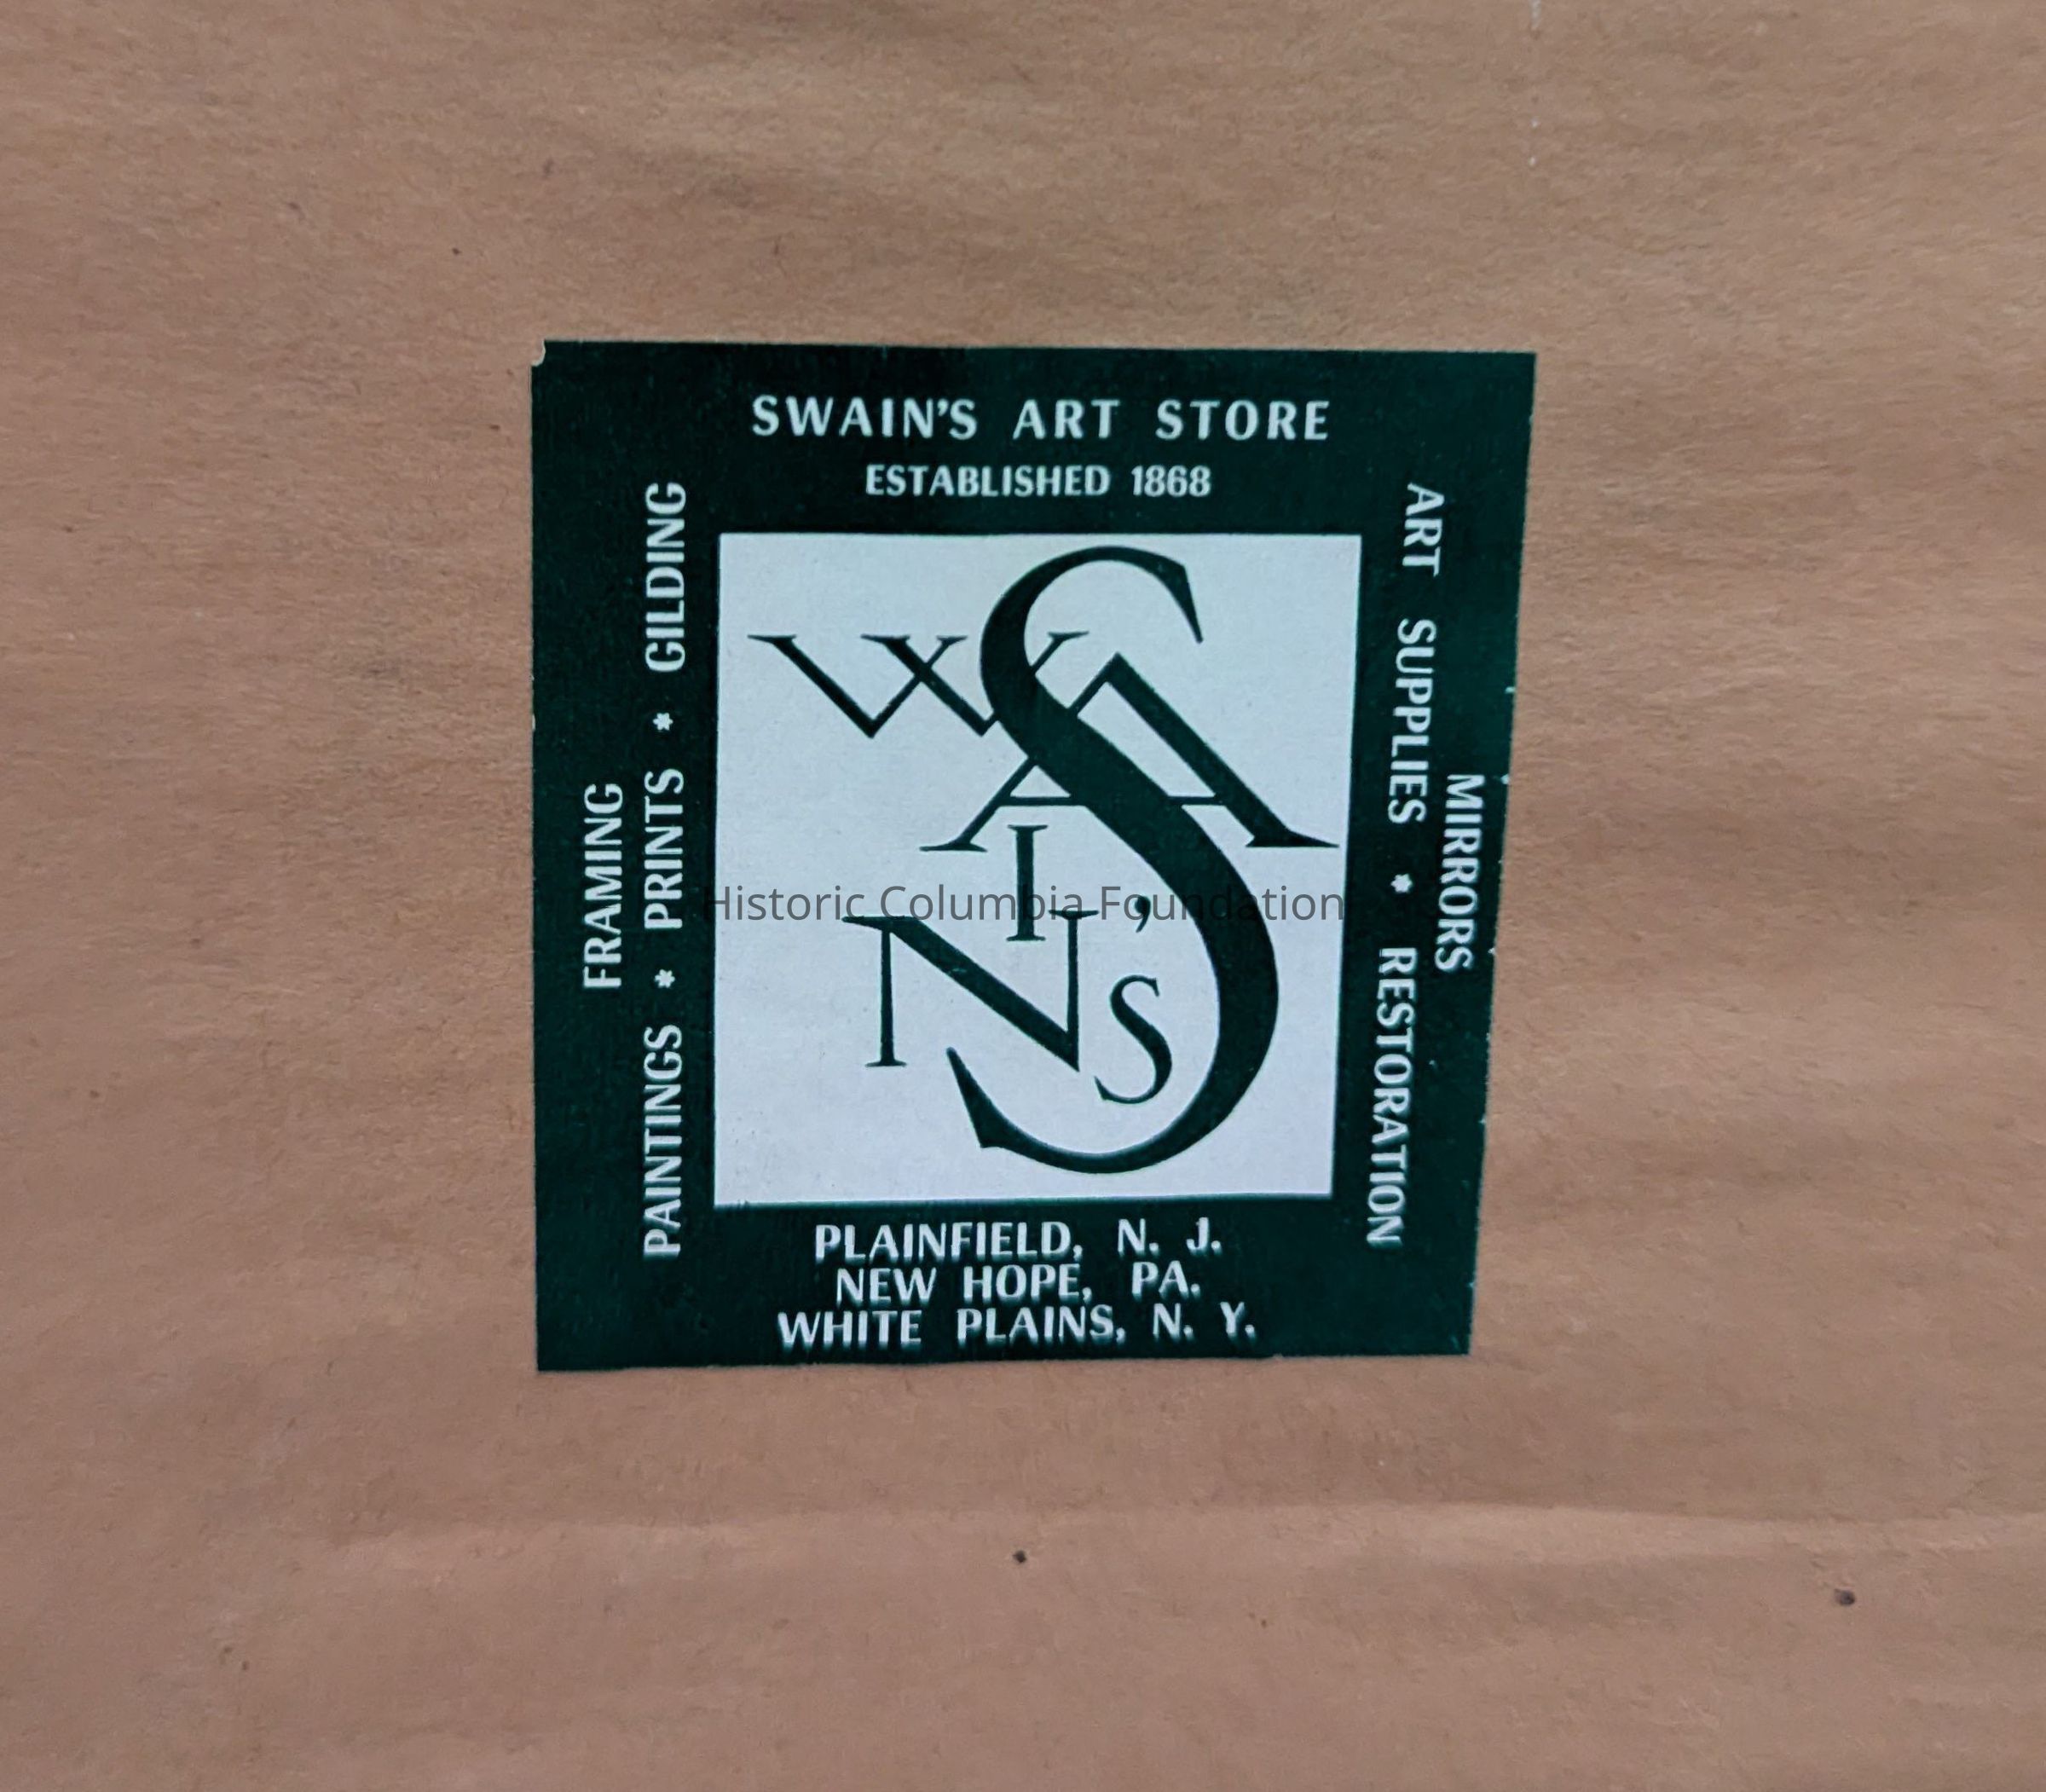 SWAIN'S ART STORE
ESTABLISHED 1868
FRAMING
PAINTINGS * PRINTS * GILDING
SWAIN'S
MIRRORS
ART SUPPLIES * RESTORATION
Historic Columbia Foundation
PLAINFIELD, N. J.
NEW HOPE, PA.
WHITE PLAINS, N. Y.